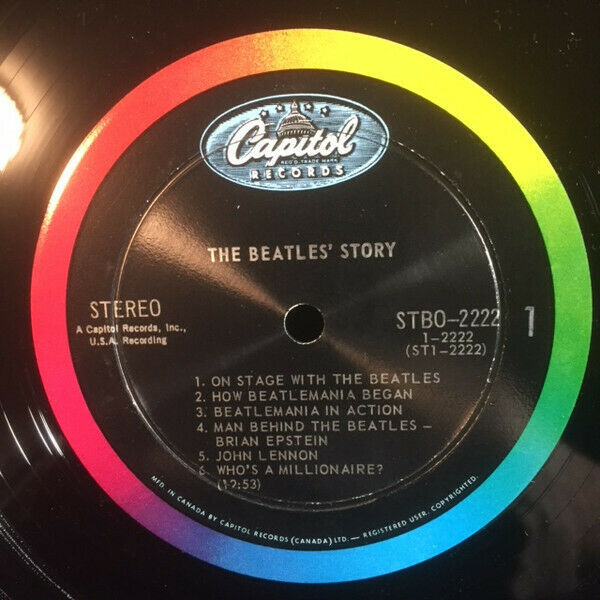 Capitol
REG'D. TRADE MARK
RECORDS
THE BEATLES' STORY
STEREO
A Capitol Records, Inc.,
U.S.A. Recording
STBO-2222
1-2222
(ST1-2222)
1
1. ON STAGE WITH THE BEATLES
2. HOW BEATLEMANIA BEGAN
3. BEATLEMANIA IN ACTION
4. MAN BEHIND THE BEATLES –
BRIAN EPSTEIN
5. JOHN LENNON
6. WHO'S A MILLIONAIRE?
(12:53)
MFD. IN CANADA BY CAPITOL RECORDS (CANADA) LTD. — REGISTERED USER. COPYRIGHTED.